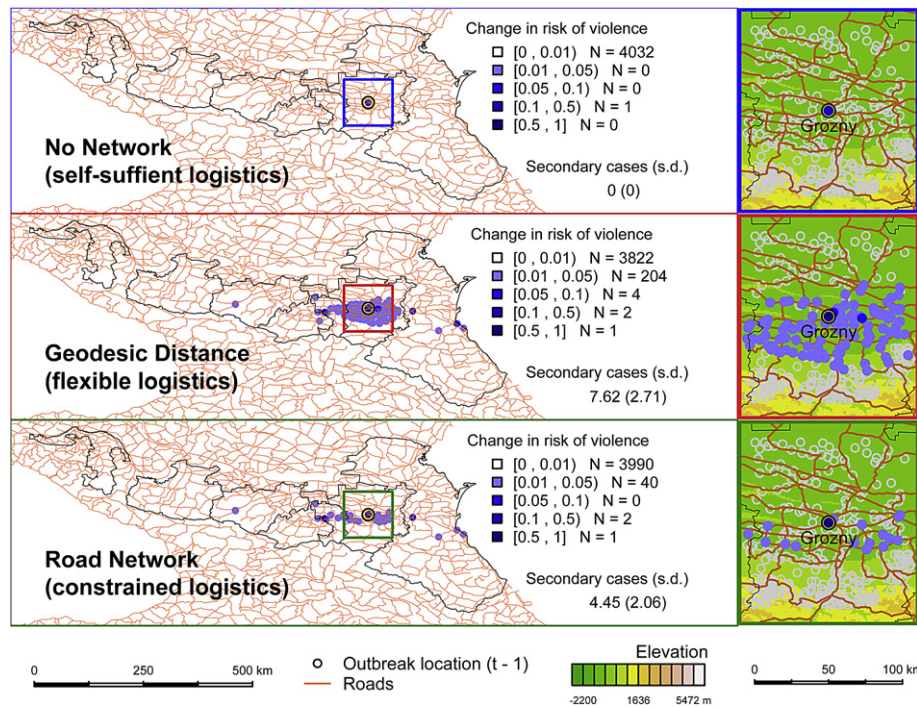 Change in risk of violence
[0 , 0.01) N = 4032
[0.01 , 0.05) N = 0
[0.05 , 0.1) N = 0
[0.1 , 0.5) N = 1
[0.5 , 1] N = 0
No Network
(self-suffient logistics)
Secondary cases (s.d.)
0 (0)
Grozny
Change in risk of violence
[0 , 0.01) N = 3822
[0.01 , 0.05) N = 204
[0.05 , 0.1) N = 4
[0.1 , 0.5) N = 2
[0.5 , 1] N = 1
Geodesic Distance
(flexible logistics)
Secondary cases (s.d.)
7.62 (2.71)
Grozny
Change in risk of violence
[0 , 0.01) N = 3990
[0.01 , 0.05) N = 40
[0.05 , 0.1) N = 0
[0.1 , 0.5) N = 2
[0.5 , 1] N = 1
Road Network
(constrained logistics)
Secondary cases (s.d.)
4.45 (2.06)
Grozny
0 250 500 km
Outbreak location (t - 1)
Roads
Elevation
-2200 1636 5472 m
0 50 100 km